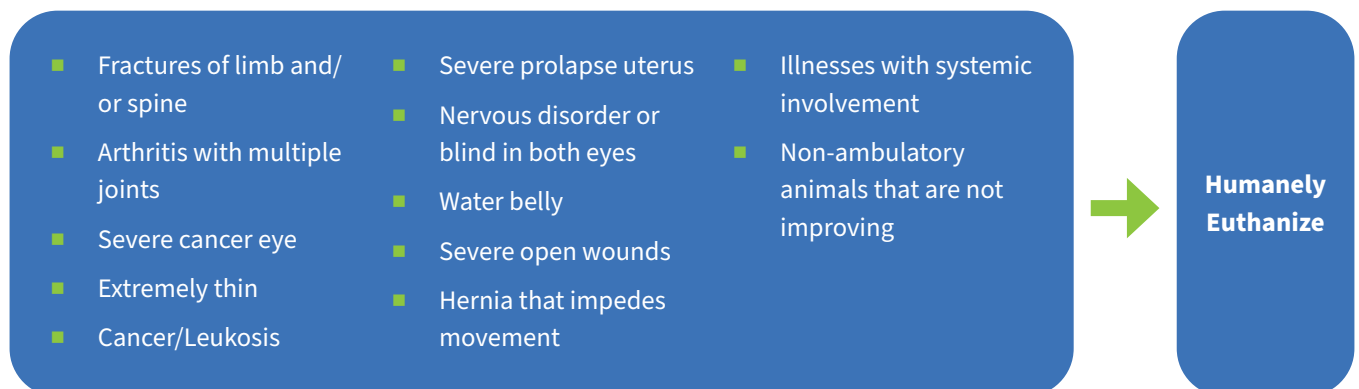 Fractures of limb and/
or spine
Arthritis with multiple
joints
Severe cancer eye
Extremely thin
Cancer/Leukosis
Severe prolapse uterus
Nervous disorder or
blind in both eyes
Water belly
Severe open wounds
Hernia that impedes
movement
Illnesses with systemic
involvement
Non-ambulatory
animals that are not
improving
Humanely
Euthanize